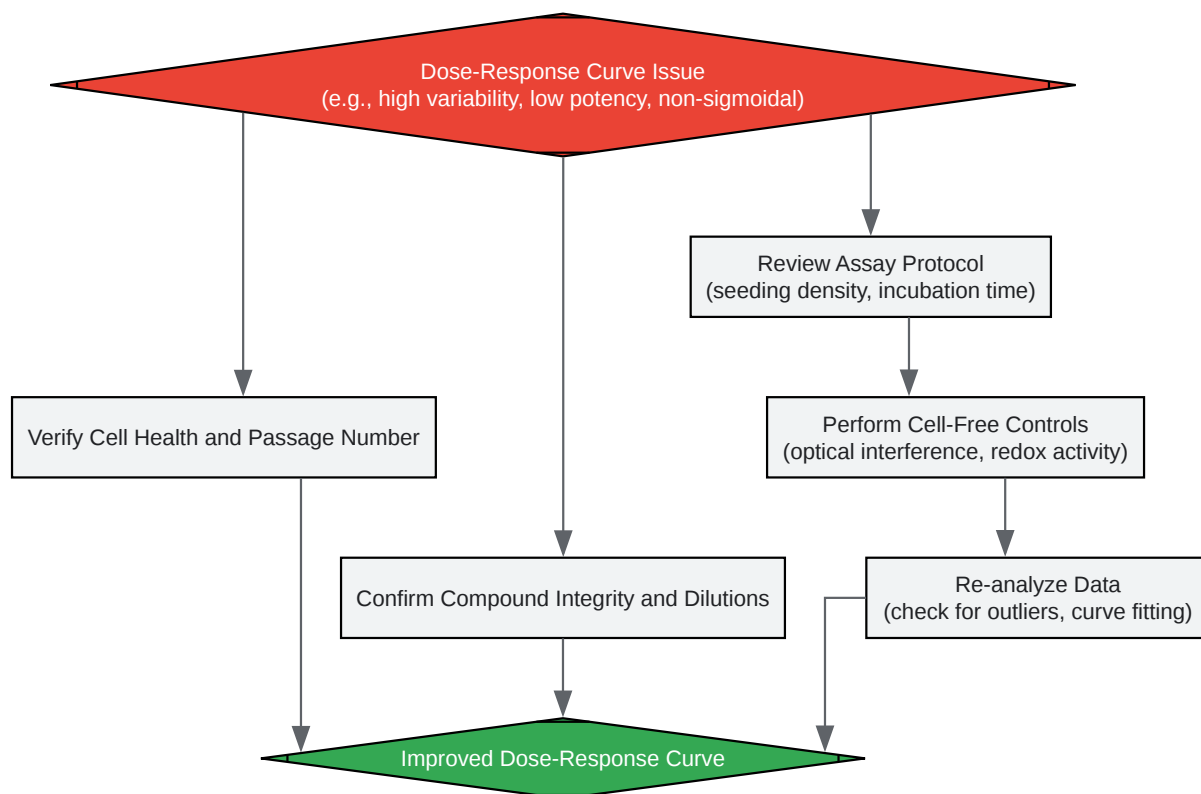 Dose-Response Curve Issue
(e.g., high variability, low potency, non-sigmoidal)
Review Assay Protocol
(seeding density, incubation time)
Verify Cell Health and Passage Number
Perform Cell-Free Controls
(optical interference, redox activity)
Confirm Compound Integrity and Dilutions
Re-analyze Data
(check for outliers, curve fitting)
Improved Dose-Response Curve